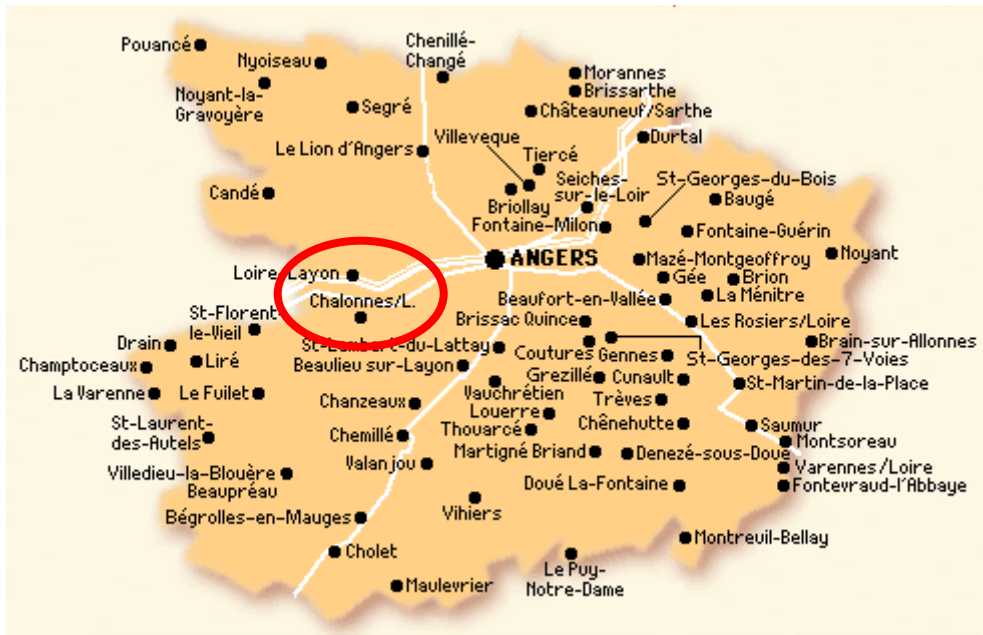 Pouancé
Nyoiseau
Chenillé-
Changé
Noyant-la-
Gravoyère
Segré
Morannes
Brissarthe
Châteauneuf/Sarthe
Villeveque
Durtal
Le Lion d'Angers
Tiercé
Seiches-
sur-le-Loir
St-Georges-du-Bois
Candé
Briollay
Baugé
Fontaine-Milon
Fontaine-Guérin
ANGERS
Mazé-Montgeoffroy
Noyant
Loire-Layon
Gée
Brion
Chalonnes/L.
Beaufort-en-Vallée
La Ménitre
St-Florent
le-Vieil
Brissac Quince
Les Rosiers/Loire
Drain
St-Lambert-du-Lattay
Brain-sur-Allonnes
Champtoceaux
Liré
Beaulieu sur-Layon
Coutures
Gennes
St-Georges-des-7-Voies
Grezillé
Cunault
St-Martin-de-la-Place
La Varenne
Le Fuilet
Chanzeaux
Vauchrétien
Trèves
Louerre
St-Laurent-
des-Autels
Chemillé
Thouarcé
Chênehutte
Saumur
Montsoreau
Valanjou
Martigné Briand
Denezé-sous-Doué
Villedieu-la-Blouère
Varennes/Loire
Beaupréau
Doué La-Fontaine
Fontevraud-l'Abbaye
Vihiers
Bégrolles-en-Mauges
Montreuil-Bellay
Cholet
Le Puy-
Notre-Dame
Maulevrier